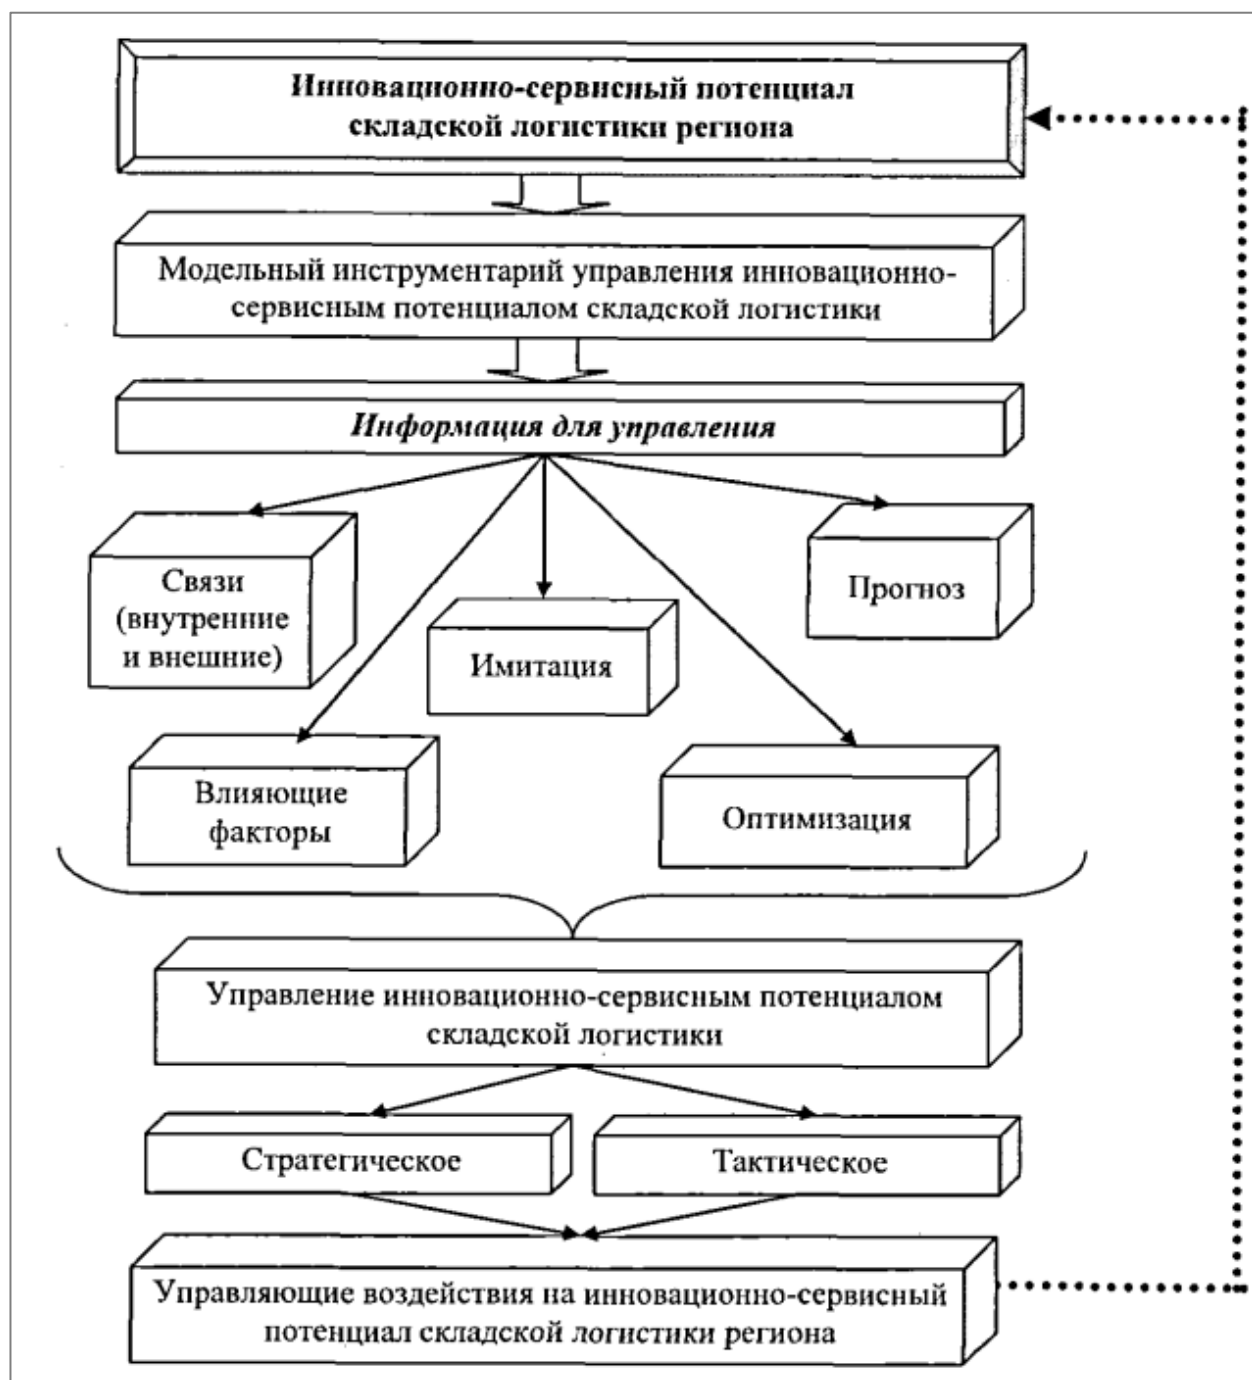 Инновационно-сервисный потенциал
складской логистики региона
Модельный инструментарий управления инновационно-
сервисным потенциалом складской логистики
Информация для управления
Связи
(внутренние
и внешние)
Прогноз
Имитация
Влияющие
факторы
Оптимизация
Управление инновационно-сервисным потенциалом
складской логистики
Стратегическое
Тактическое
Управляющие воздействия на инновационно-сервисный
потенциал складской логистики региона